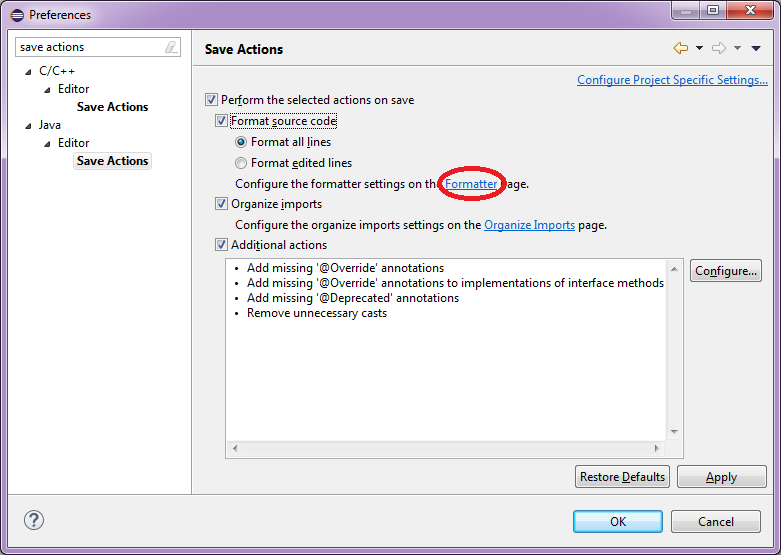 Preferences
save actions
Save Actions
Configure Project Specific Settings...
C/C++
Editor
Save Actions
Java
Editor
Save Actions
Perform the selected actions on save
Format source code
Format all lines
Format edited lines
Configure the formatter settings on the Formatter page.
Organize imports
Configure the organize imports settings on the Organize Imports page.
Additional actions
• Add missing '@Override' annotations
• Add missing '@Override' annotations to implementations of interface methods
• Add missing '@Deprecated' annotations
• Remove unnecessary casts
Configure...
Restore Defaults
Apply
?
OK
Cancel